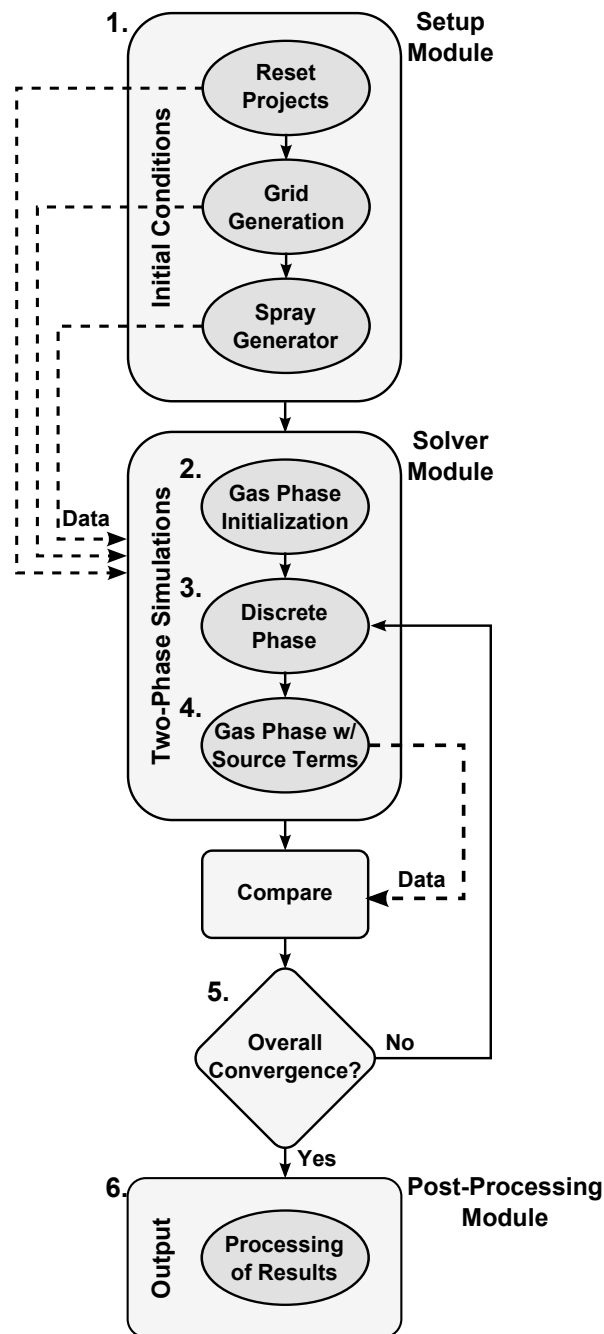 1.
Setup
Module
Reset
Projects
Initial Conditions
Grid
Generation
Spray
Generator
Solver
Module
2.
Gas Phase
Initialization
Data
Two-Phase Simulations
3.
Discrete
Phase
4.
Gas Phase w/
Source Terms
Compare
Data
5.
Overall
Convergence?
No
Yes
6.
Post-Processing
Module
Output
Processing
of Results